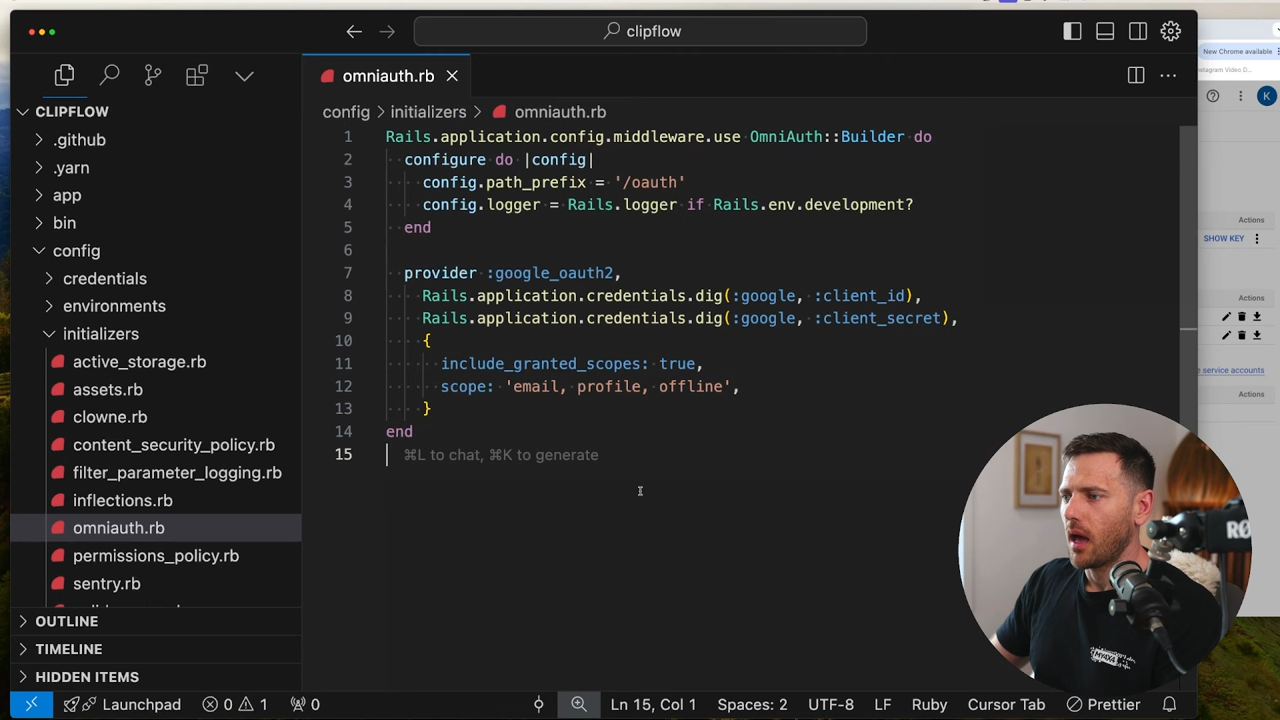 clipflow
New Chrome available
omniauth.rb
CLIPFLOW
config > initializers > omniauth.rb
.github
.yarn
app
bin
config
credentials
environments
initializers
active_storage.rb
assets.rb
clowne.rb
content_security_policy.rb
filter_parameter_logging.rb
inflections.rb
omniauth.rb
permissions_policy.rb
sentry.rb
OUTLINE
TIMELINE
HIDDEN ITEMS
1 Rails.application.config.middleware.use OmniAuth::Builder do
2 configure do |config|
3 config.path_prefix = '/oauth'
4 config.logger = Rails.logger if Rails.env.development?
5 end
6
7 provider :google_oauth2,
8 Rails.application.credentials.dig(:google, :client_id),
9 Rails.application.credentials.dig(:google, :client_secret),
10 {
11 include_granted_scopes: true,
12 scope: 'email, profile, offline',
13 }
14 end
15 ⌘L to chat, ⌘K to generate
K
Actions
SHOW KEY
Actions
service accounts
Actions
RØ
Launchpad 0 1 0 Ln 15, Col 1 Spaces: 2 UTF-8 LF Ruby Cursor Tab Prettier